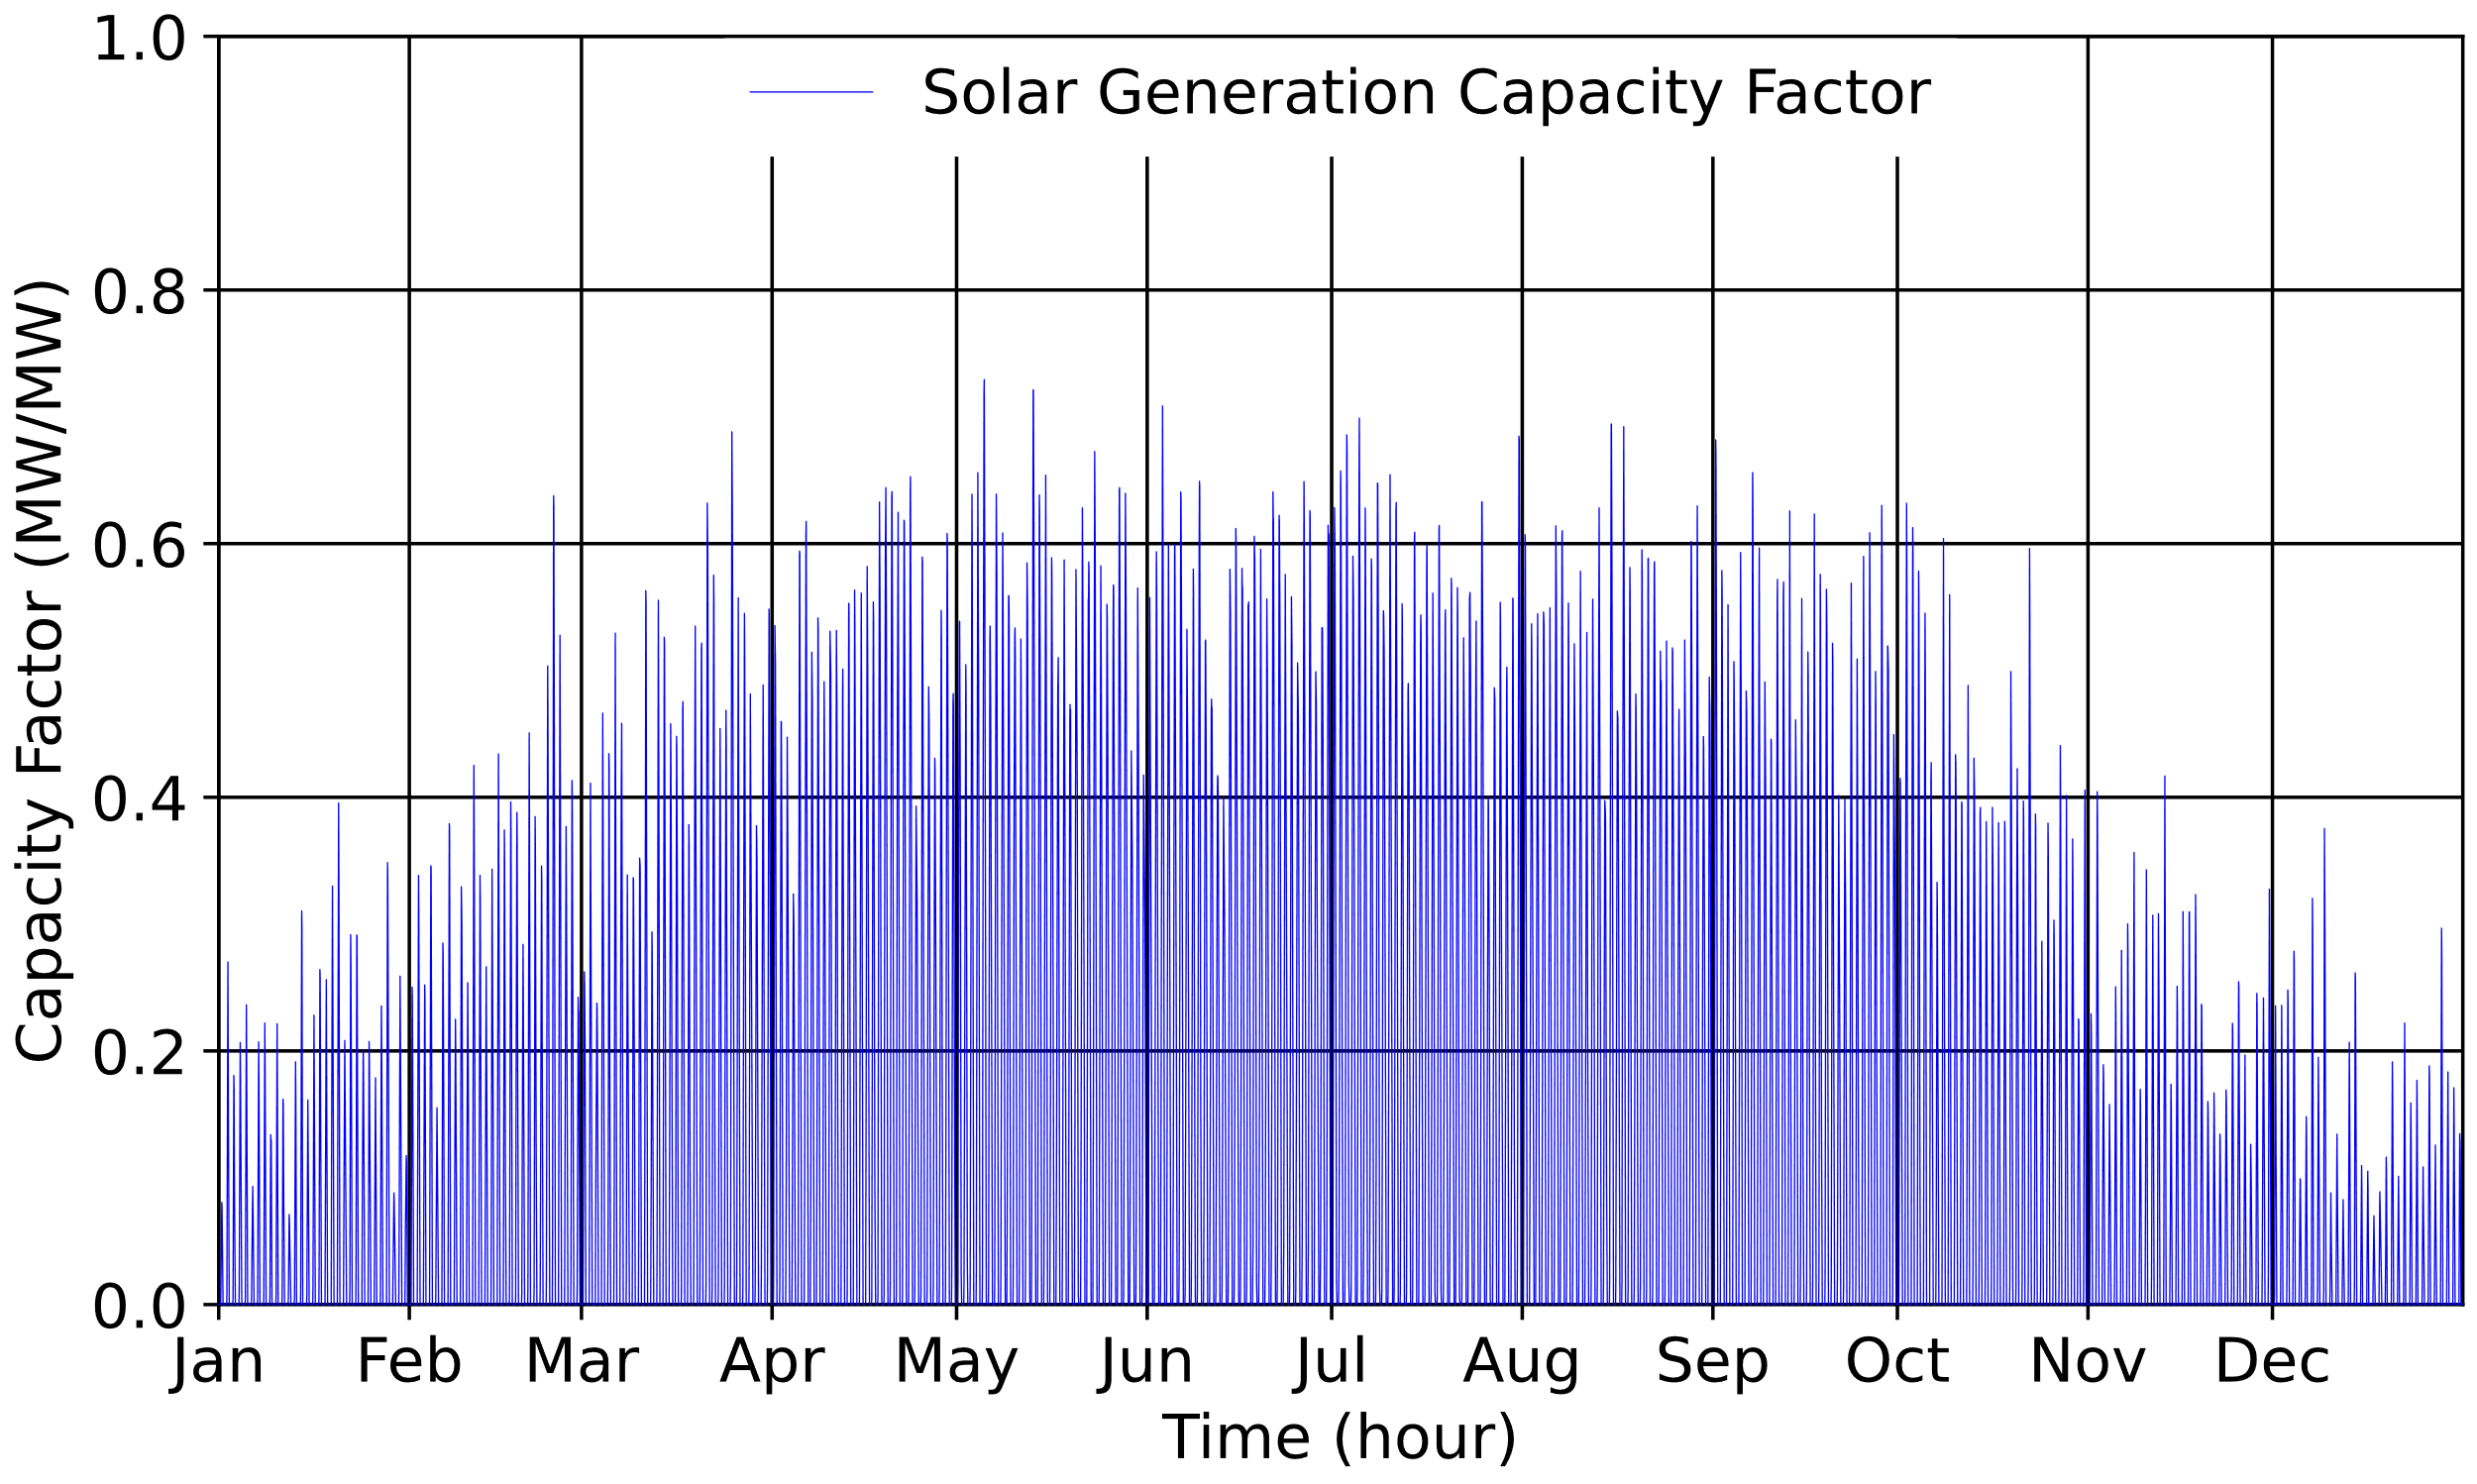 Solar Generation Capacity Factor
Capacity Factor (MW/MW)
1.0
0.8
0.6
0.4
0.2
0.0
Jan Feb Mar Apr May Jun Jul Aug Sep Oct Nov Dec
Time (hour)